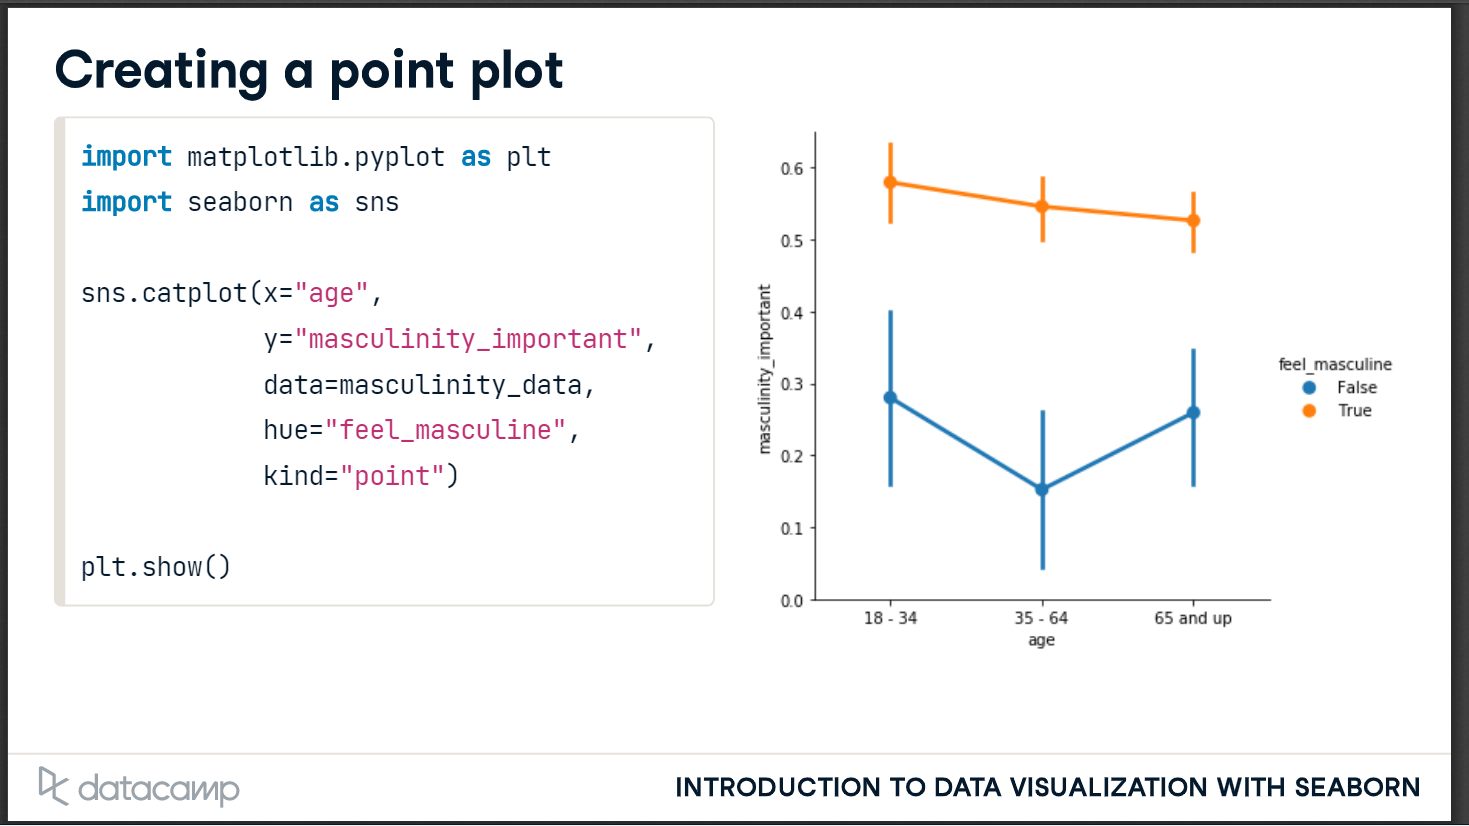 Creating a point plot
import matplotlib.pyplot as plt
import seaborn as sns
sns.catplot(x="age",
y="masculinity_important",
data=masculinity_data,
hue="feel_masculine",
kind="point")
plt.show()
masculinity_important
0.6
0.5
0.4
0.3
0.2
0.1
0.0
18 - 34
35 - 64
65 and up
age
feel_masculine
False
True
datacamp
INTRODUCTION TO DATA VISUALIZATION WITH SEABORN